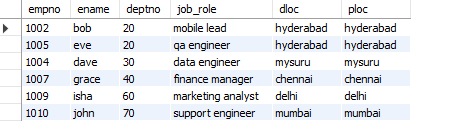 empno ename deptno job_role dloc ploc
1002 bob 20 mobile lead hyderabad hyderabad
1005 eve 20 qa engineer hyderabad hyderabad
1004 dave 30 data engineer mysuru mysuru
1007 grace 40 finance manager chennai chennai
1009 isha 60 marketing analyst delhi delhi
1010 john 70 support engineer mumbai mumbai